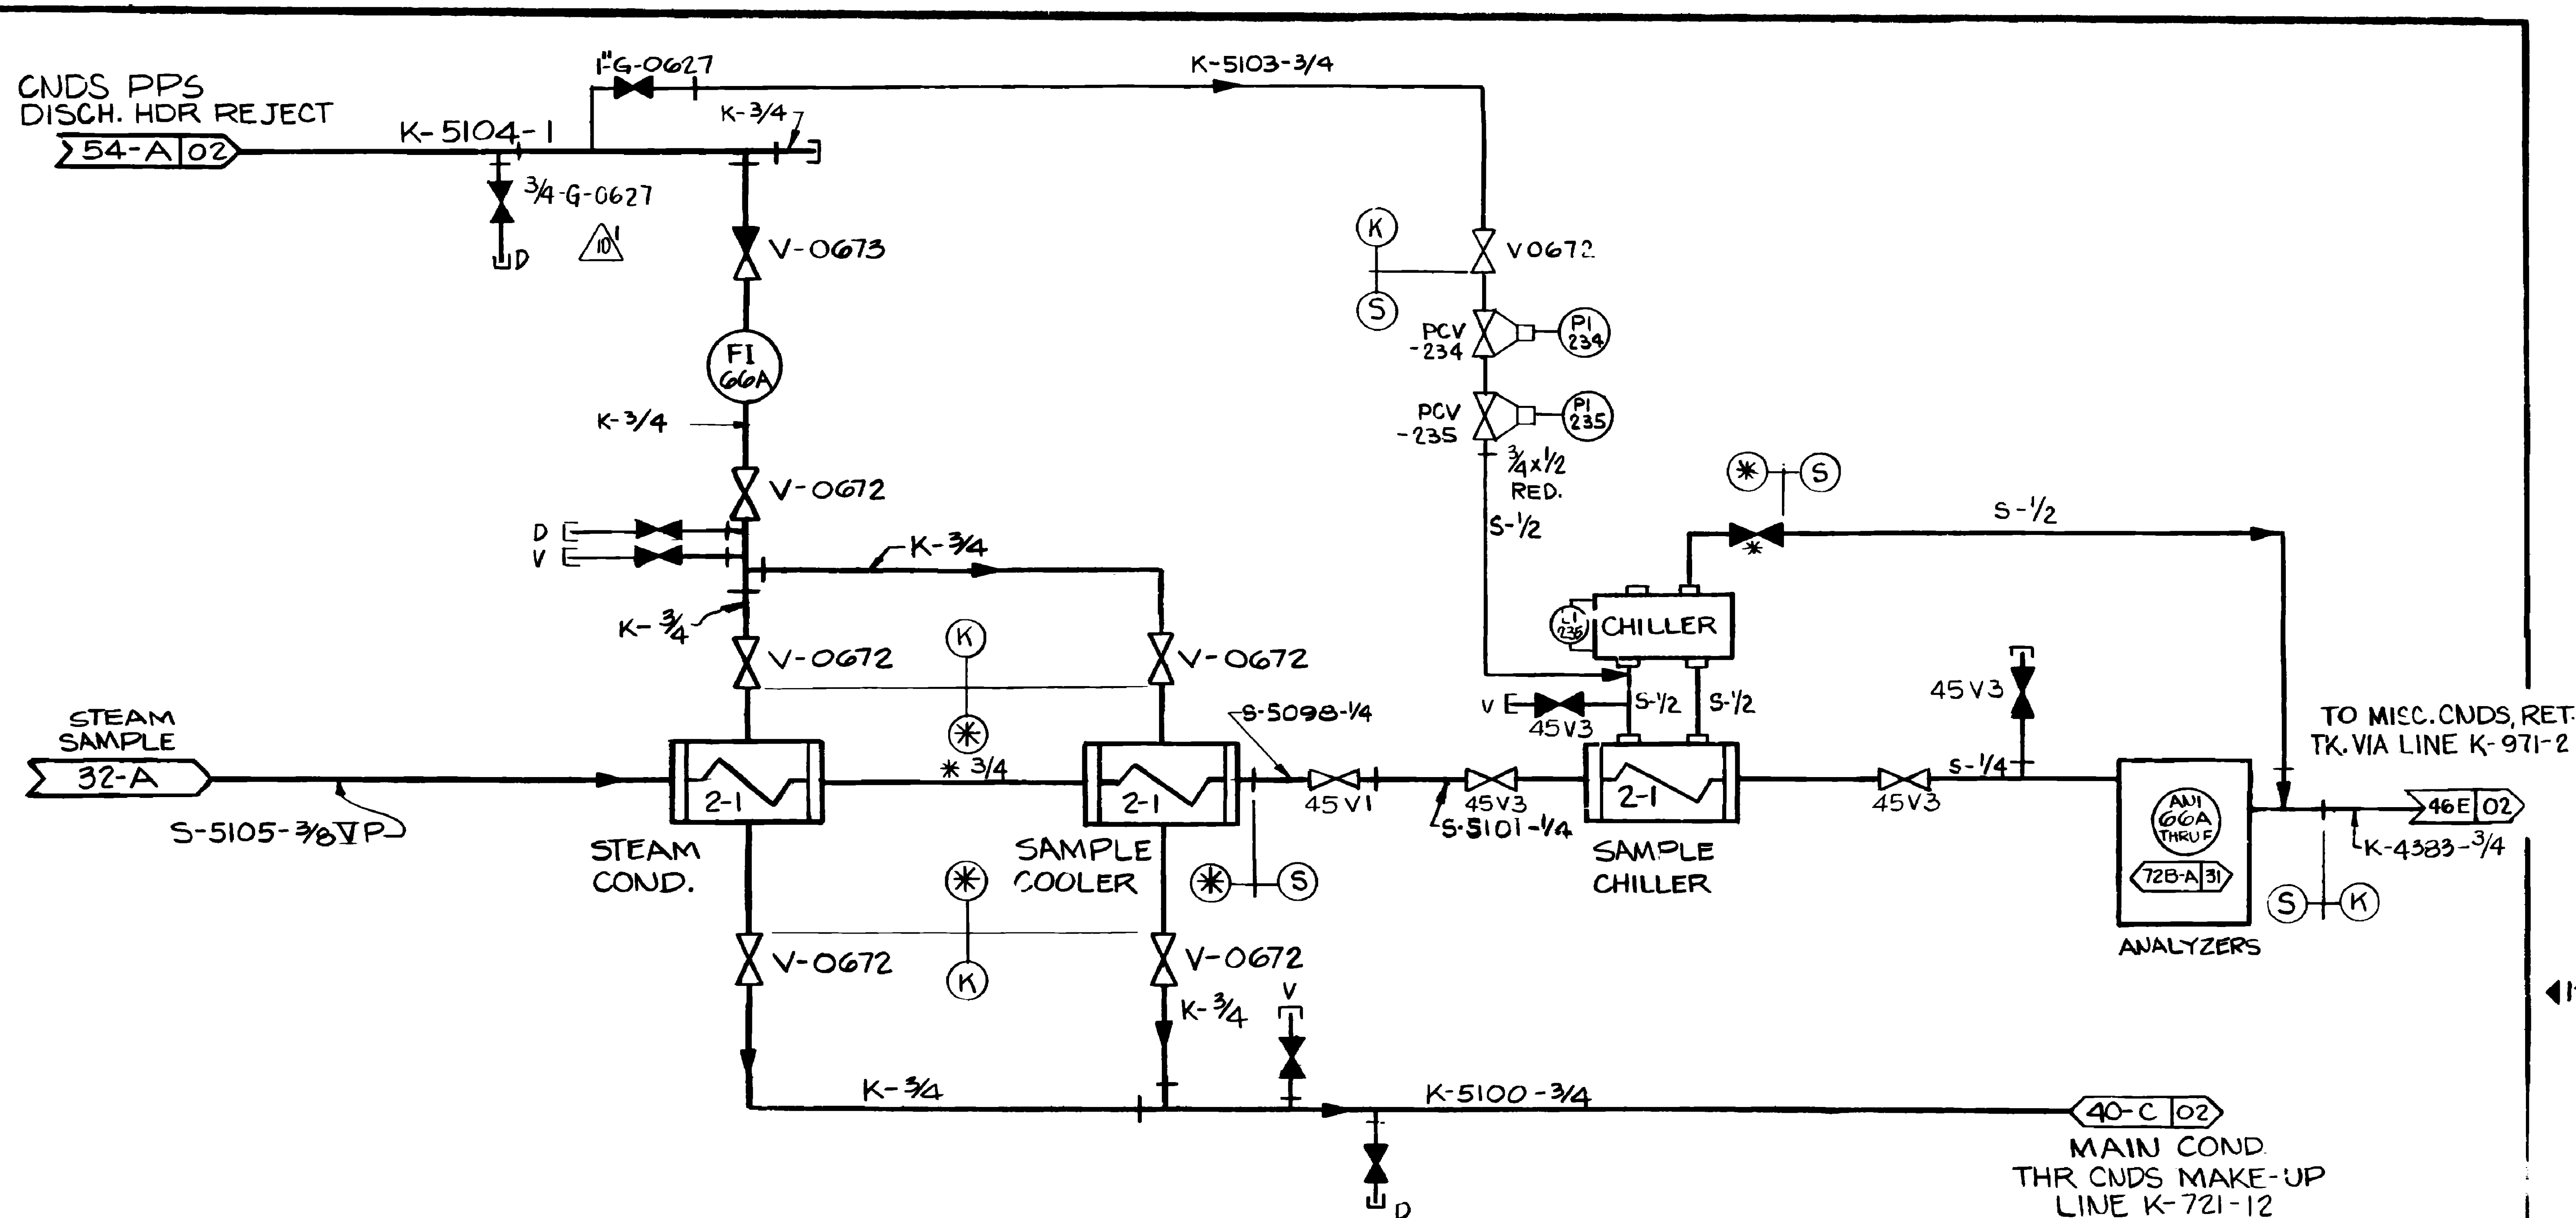 1"G-0627
K-5103-3/4
CNDS PPS
DISCH. HDR REJECT
54-A 02
K-5104-1
K-3/4
3/4-G-0627
10
D
V-0673
K
S
V0672
PCV
-234
PI
234
FI
66A
K-3/4
PCV
-235
PI
235
3/4x1/2
RED.
S-1/2
V-0672
D
V
K-3/4
K-3/4
* S
*
S-1/2
LI
CHILLER
V-0672
K
*
V-0672
V
45V3
S-1/2
S-1/2
45V3
STEAM
SAMPLE
32-A
S-5105-3/8 VP
2-1
STEAM
COND.
* 3/4
2-1
SAMPLE
COOLER
S-5098-1/4
45V1
45V3
S-5101-1/4
* S
2-1
SAMPLE
CHILLER
45V3
S-1/4
TO MISC. CNDS, RET.
TK. VIA LINE K-971-2
ANI
66A
THRU F
72B-A 31
ANALYZERS
46E 02
K-4383-3/4
S K
V-0672
*
K
V-0672
K-3/4
V
K-3/4
K-5100-3/4
D
40-C 02
MAIN COND.
THR CNDS MAKE-UP
LINE K-721-12